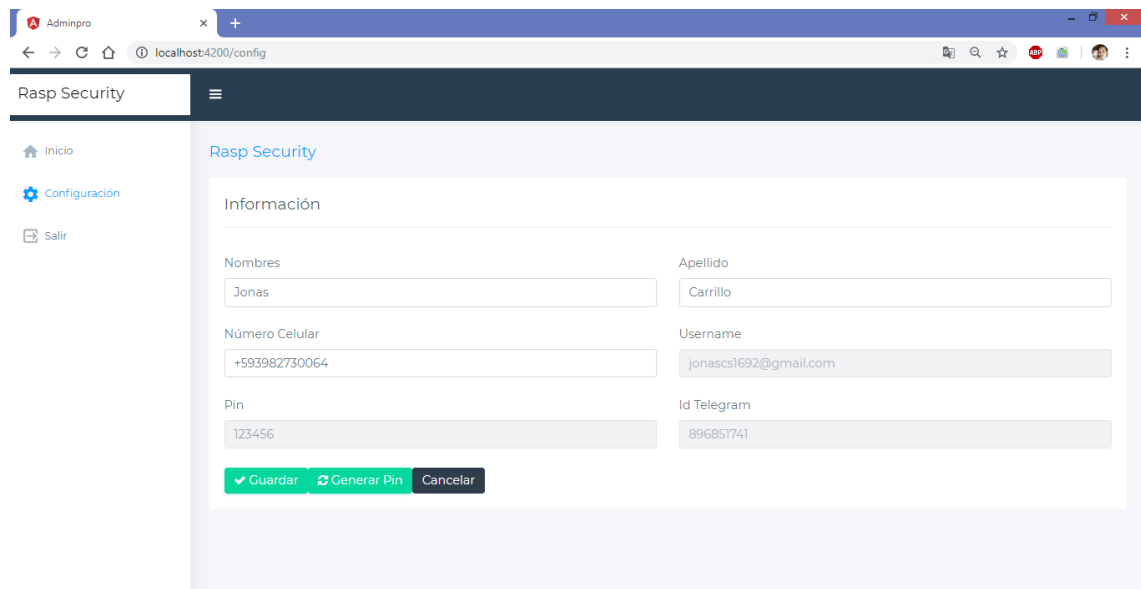 Adminpro
localhost:4200/config
ABP
Rasp Security
Inicio
Configuración
Salir
Rasp Security
Información
Nombres
Apellido
Jonas
Carrillo
Número Celular
Username
+593982730064
jonascs1692@gmail.com
Pin
Id Telegram
123456
896851741
Guardar Generar Pin Cancelar